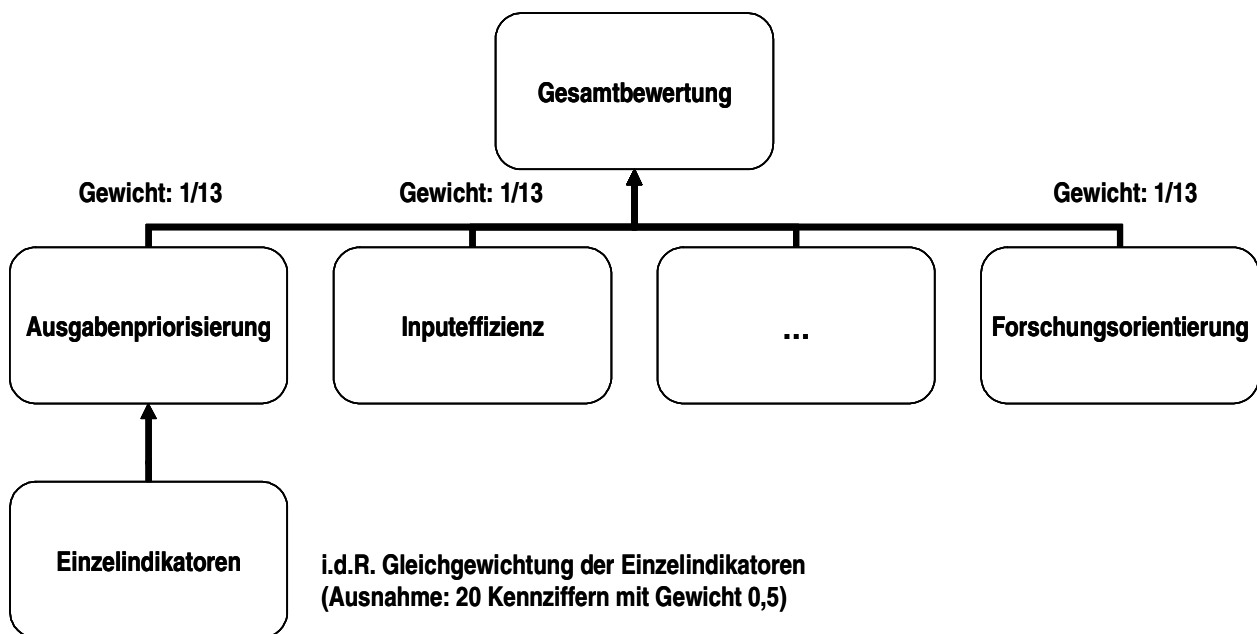 Gesamtbewertung
Gewicht: 1/13
Gewicht: 1/13
Gewicht: 1/13
Ausgabenpriorisierung
Inputeffizienz
...
Forschungsorientierung
Einzelindikatoren
i.d.R. Gleichgewichtung der Einzelindikatoren
(Ausnahme: 20 Kennziffern mit Gewicht 0,5)